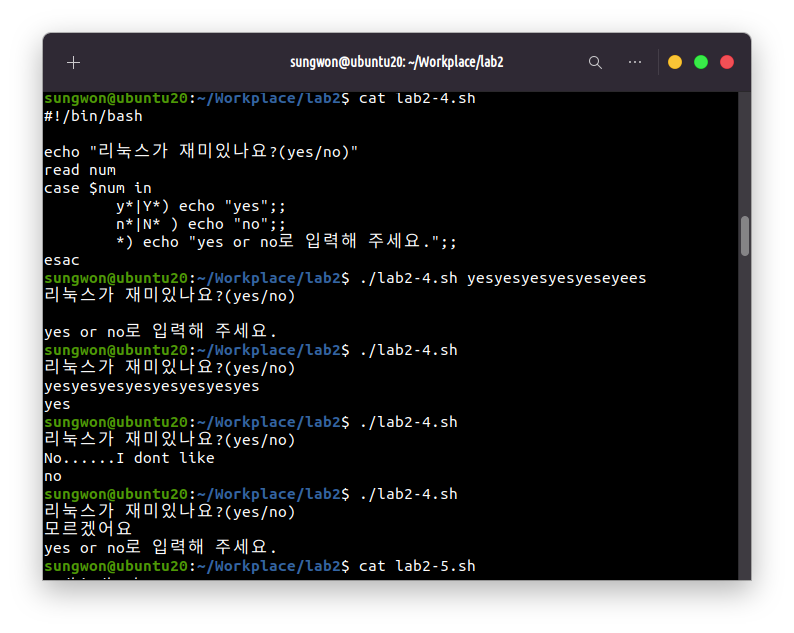 sungwon@ubuntu20: ~/Workplace/lab2
sungwon@ubuntu20:~/Workplace/lab2$ cat lab2-4.sh
#!/bin/bash
echo "리눅스가 재미있나요?(yes/no)"
read num
case $num in
y*|Y*) echo "yes";;
n*|N* ) echo "no";;
*) echo "yes or no로 입력해 주세요.";;
esac
sungwon@ubuntu20:~/Workplace/lab2$ ./lab2-4.sh yesyesyesyesyeseyees
리눅스가 재미있나요?(yes/no)
yes or no로 입력해 주세요.
sungwon@ubuntu20:~/Workplace/lab2$ ./lab2-4.sh
리눅스가 재미있나요?(yes/no)
yesyesyesyesyesyesyesyes
yes
sungwon@ubuntu20:~/Workplace/lab2$ ./lab2-4.sh
리눅스가 재미있나요?(yes/no)
No......I dont like
no
sungwon@ubuntu20:~/Workplace/lab2$ ./lab2-4.sh
리눅스가 재미있나요?(yes/no)
모르겠어요
yes or no로 입력해 주세요.
sungwon@ubuntu20:~/Workplace/lab2$ cat lab2-5.sh